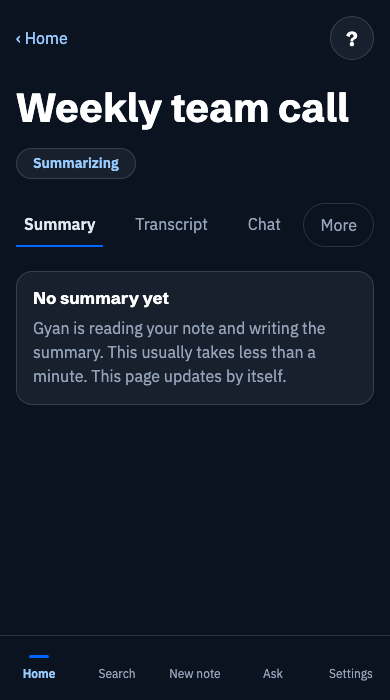 ‹ Home
?
Weekly team call
Summarizing
Summary
Transcript
Chat
More
No summary yet
Gyan is reading your note and writing the
summary. This usually takes less than a
minute. This page updates by itself.
Home
Search
New note
Ask
Settings